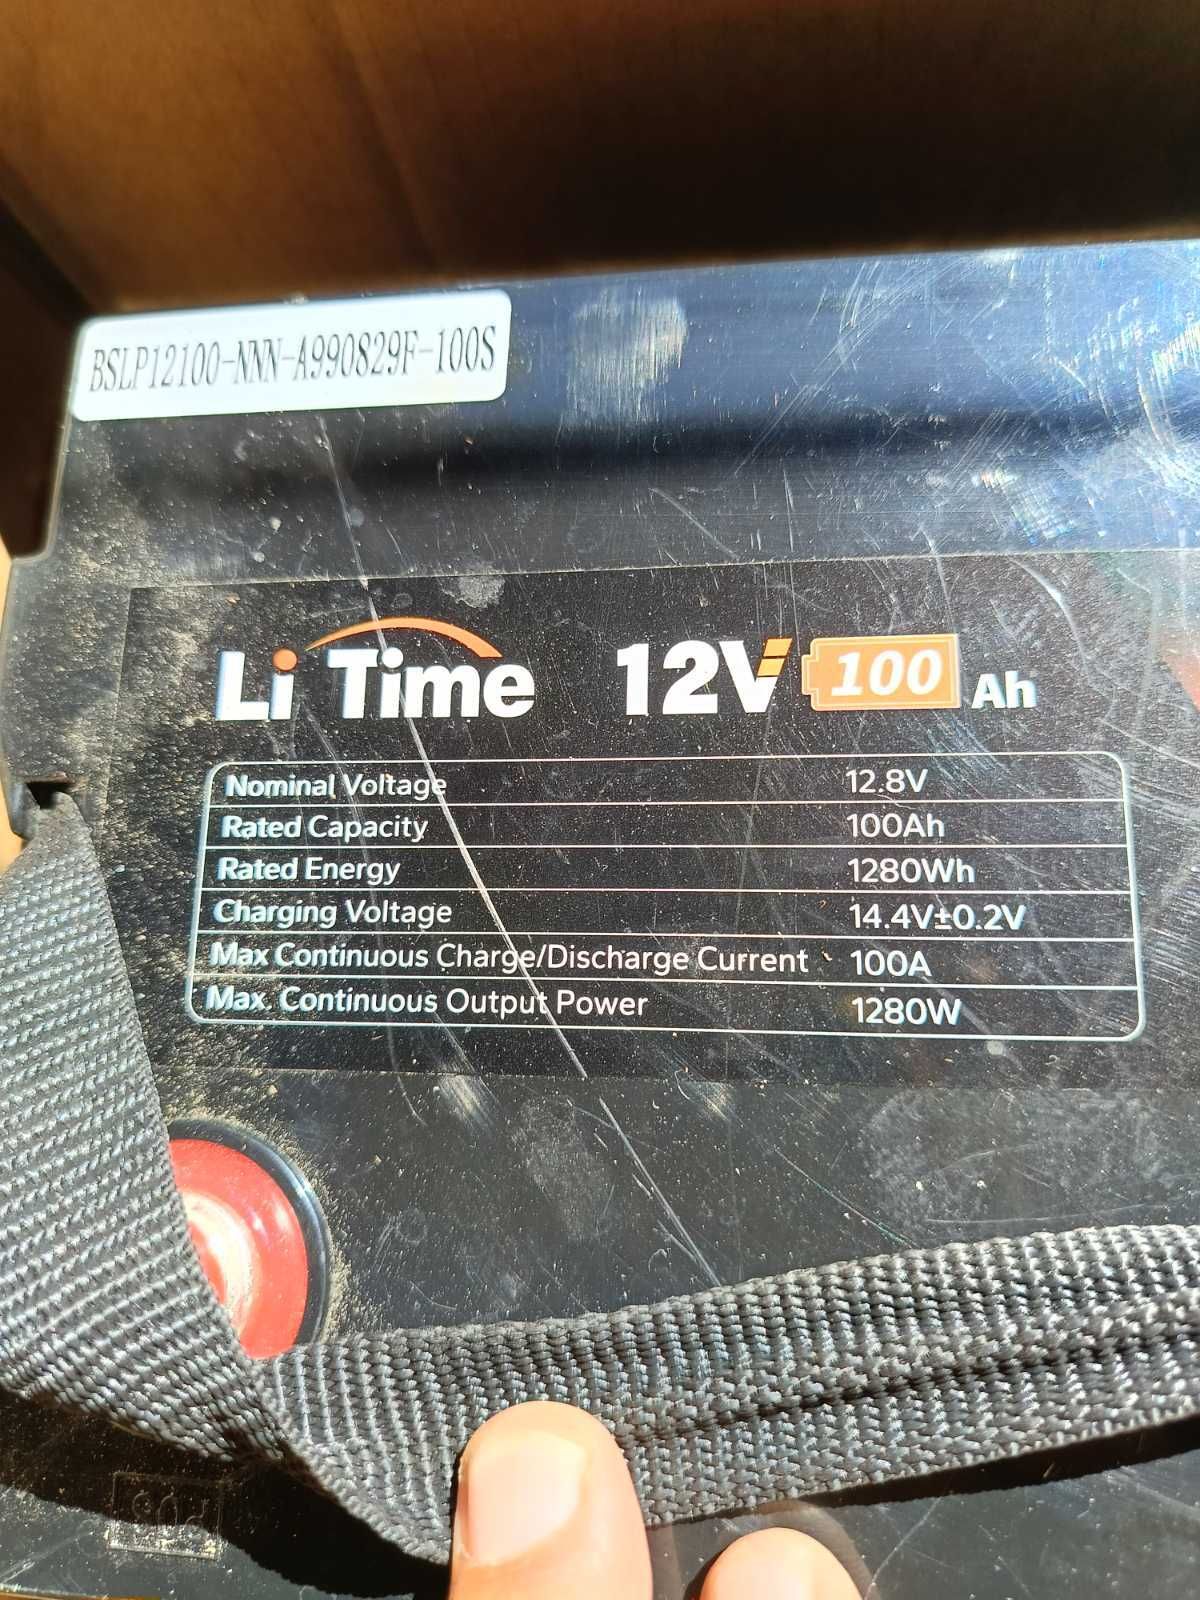 BSLP12100-NNN-A990829F-100S
Li Time 12V 100 Ah
Nominal Voltage 12.8V
Rated Capacity 100Ah
Rated Energy 1280Wh
Charging Voltage 14.4V±0.2V
Max Continuous Charge/Discharge Current 100A
Max. Continuous Output Power 1280W
POS